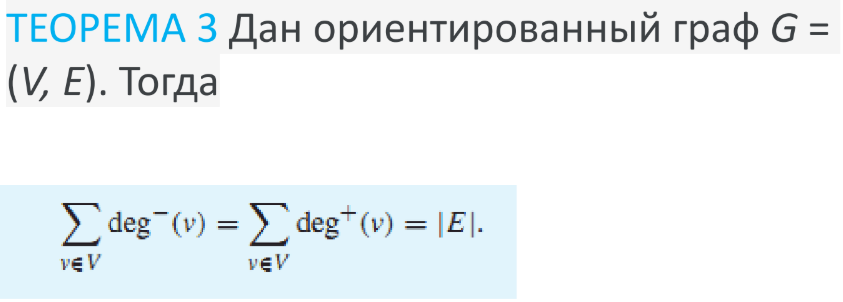 ТЕОРЕМА 3 Дан ориентированный граф G =
(V, E). Тогда
∑ deg⁻(v) = ∑ deg⁺(v) = |E|.
v∈V v∈V